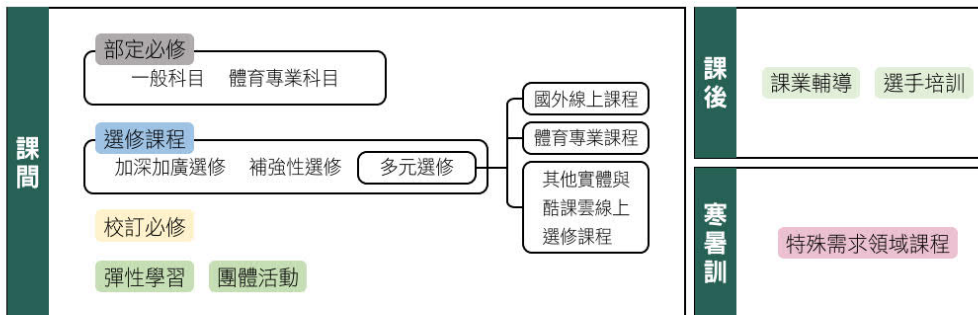 課間
部定必修
一般科目 體育專業科目
選修課程
加深加廣選修 補強性選修 多元選修
國外線上課程
體育專業課程
其他實體與
酷課雲線上
選修課程
校訂必修
彈性學習 團體活動
課後
課業輔導 選手培訓
寒暑訓
特殊需求領域課程